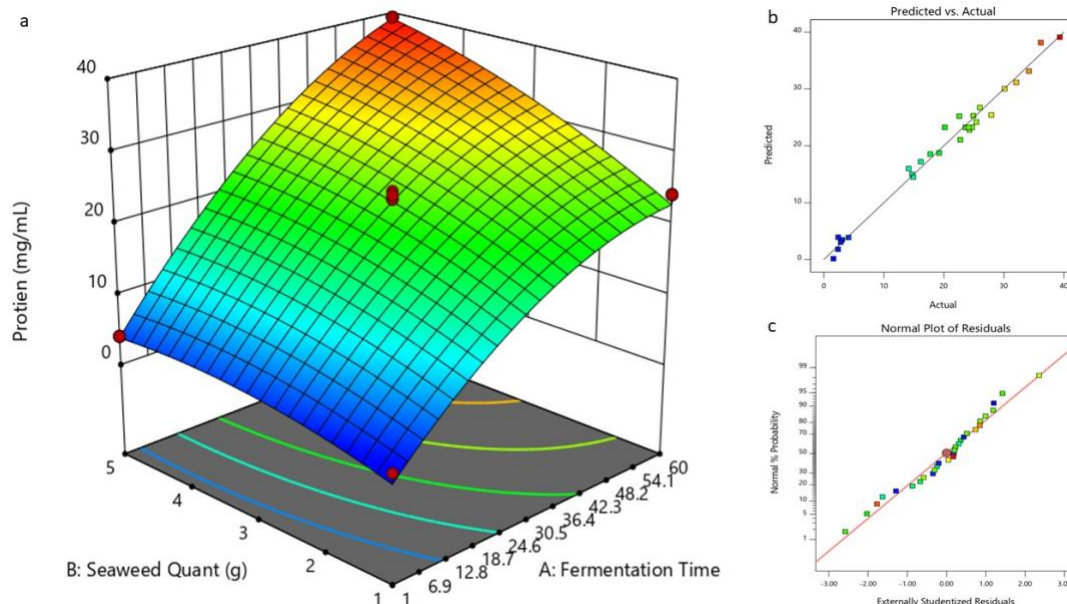 a
40
30
20
10
0
Protien (mg/mL)
5
4
3
2
1
B: Seaweed Quant (g)
1
6.9
12.8
18.7
24.6
30.5
36.4
42.3
48.2
54.1
60
A: Fermentation Time
b
Predicted vs. Actual
40
30
20
10
0
Predicted
0 10 20 30 40
Actual
c
Normal Plot of Residuals
99
95
90
80
70
50
30
20
10
5
1
Normal % Probability
-3.00 -2.00 -1.00 0.00 1.00 2.00 3.0
Externally Studentized Residuals